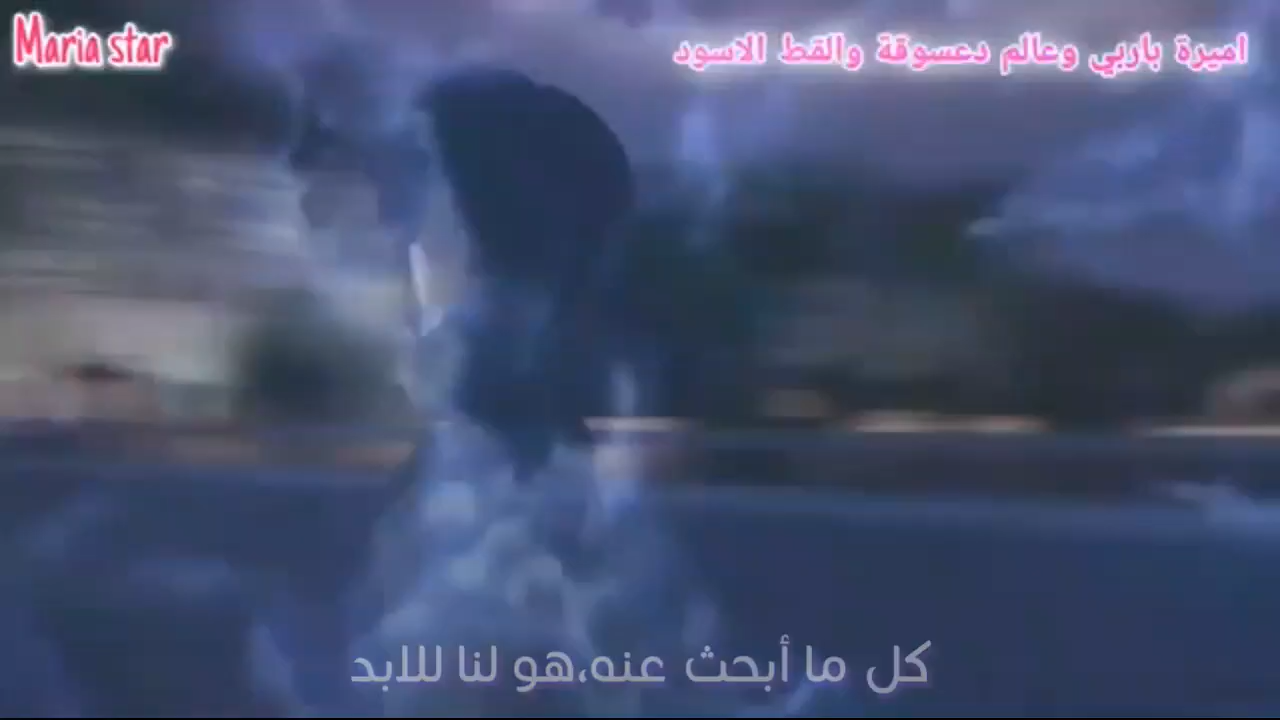 Maria star
اميرة باربي وعالم دعسوقة والقط الاسود
كل ما أبحث عنه،هو لنا للابد